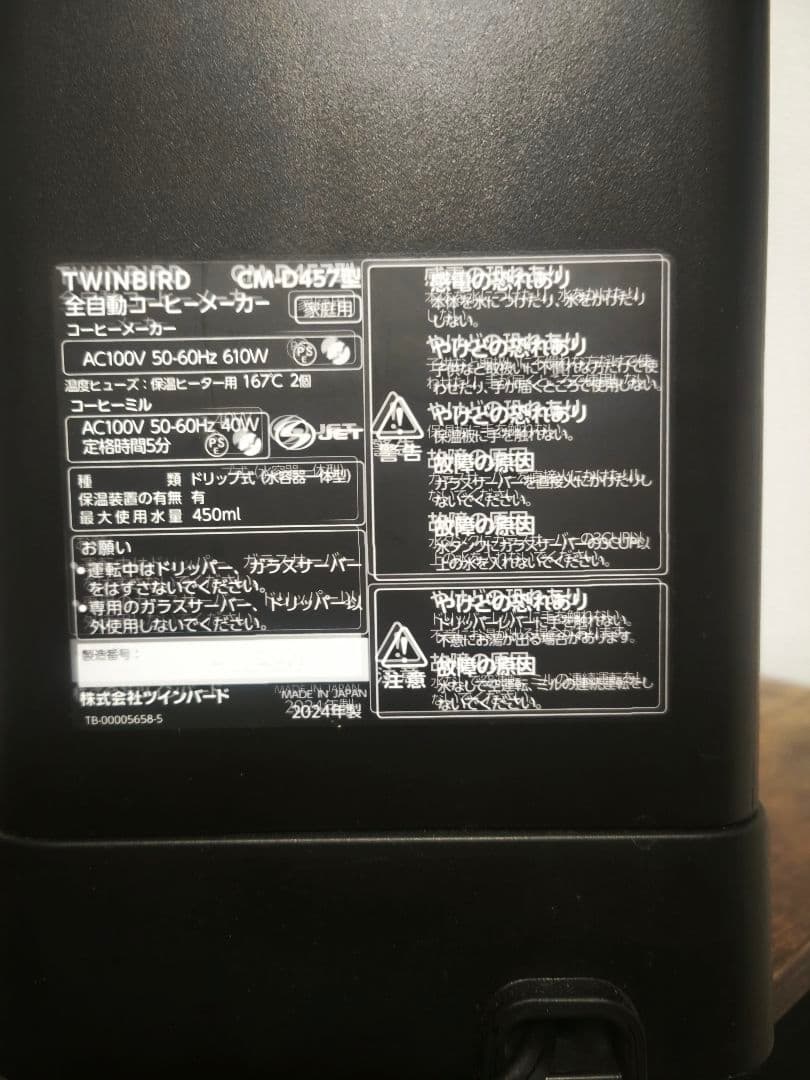 TWINBIRD CM-D457型
全自動コーヒーメーカー 家庭用
コーヒーメーカー
AC100V 50-60Hz 610W PSE
温度ヒューズ：保温ヒーター用 167℃ 2個
コーヒーミル
AC100V 50-60Hz 40W
定格時間5分 PSE JET
種類 ドリップ式（水容器一体型）
保温装置の有無 有
最大使用水量 450ml
お願い
●運転中はドリッパー、ガラスサーバー
をはずさないでください。
●専用のガラスサーバー、ドリッパー以
外使用しないでください。
製造番号：
株式会社ツインバード MADE IN JAPAN
TB-00005658-5 2024年製
警告
感電の恐れあり
本体を水につけたり、水をかけたり
しない。
やけどの恐れあり
子供など取扱いに不慣れな方だけで使
わせたり、手が届くところで使用しない。
やけどの恐れあり
保温板に手を触れない。
故障の原因
ガラスサーバーを直接火にかけたりし
ないでください。
故障の原因
水タンクにガラスサーバーの3CUP以
上の水を入れないでください。
注意
やけどの恐れあり
ドリッパーカバーに手を触れない。
不意にお湯が出る場合があります。
故障の原因
水なしで空運転、ミルの連続運転をし
ないでください。